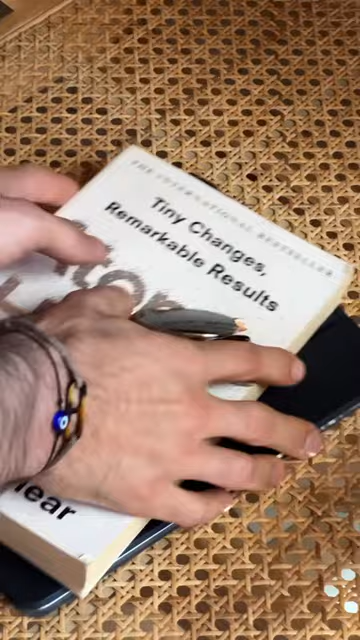 THE INTERNATIONAL BESTSELLER
Tiny Changes,
Remarkable Results
lear